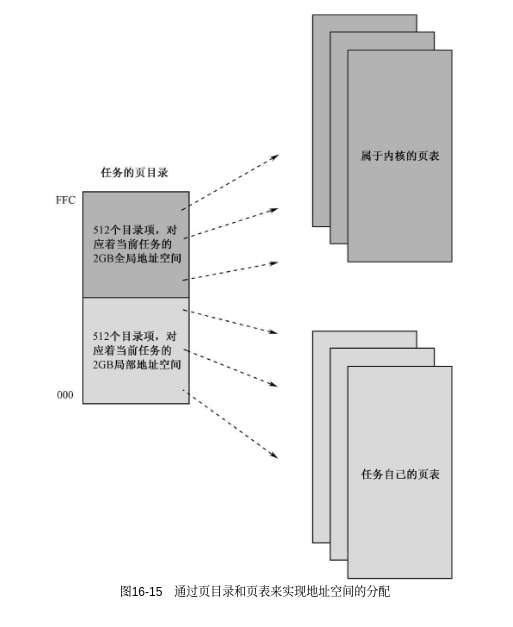 属于内核的页表
任务的页目录
FFC
512个目录项，对
应着当前任务的
2GB全局地址空间
512个目录项，对
应着当前任务的
2GB局部地址空间
000
任务自己的页表
图16-15 通过页目录和页表来实现地址空间的分配